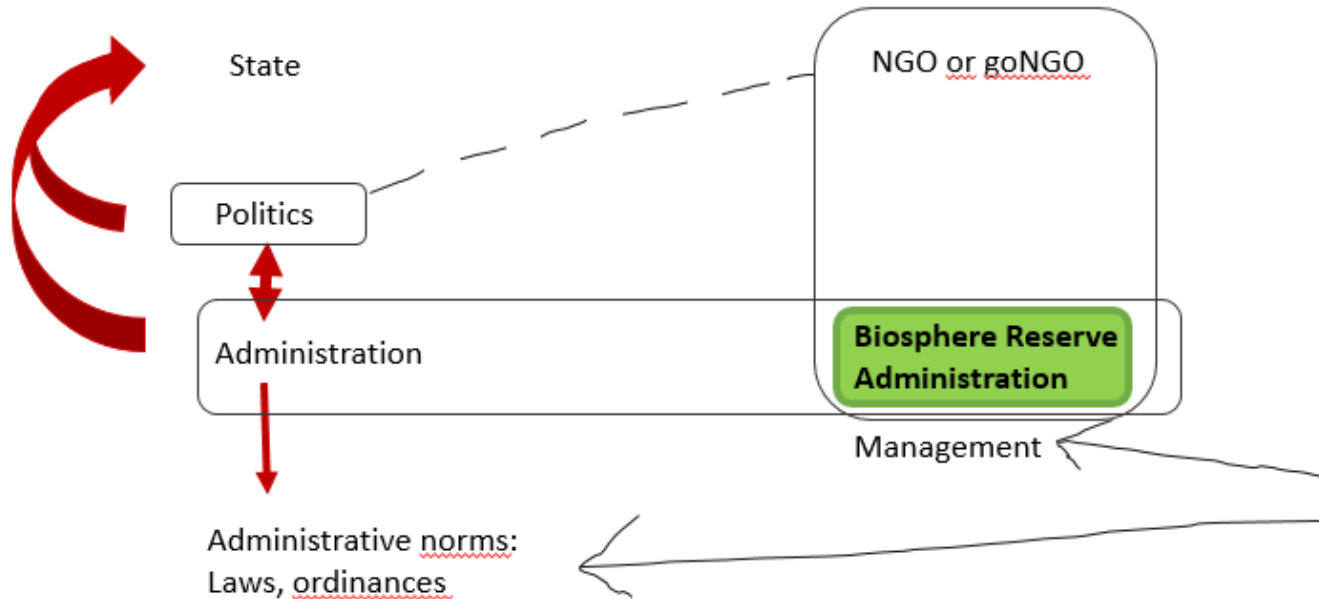 State
NGO or goNGO
Politics
Administration
Biosphere Reserve
Administration
Management
Administrative norms:
Laws, ordinances